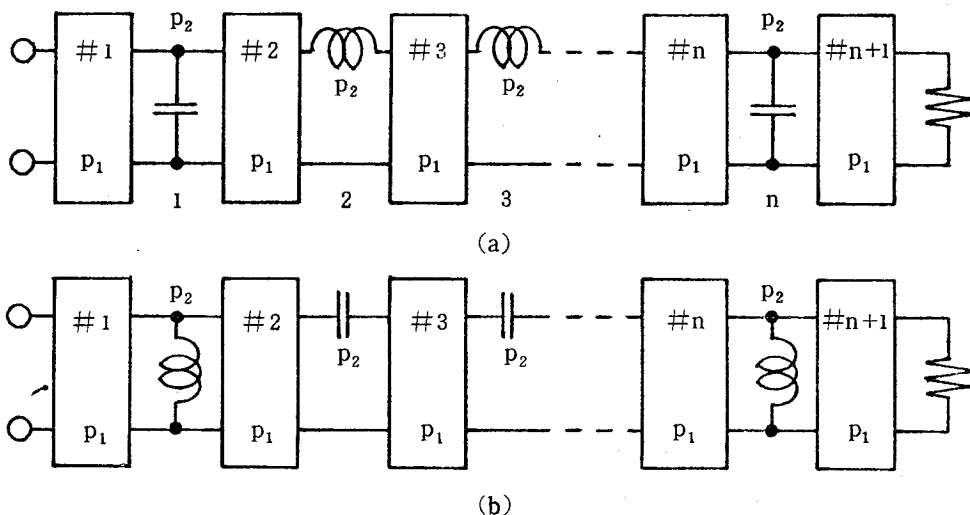 p₂ p₂
#1 #2 #3 #n #n+1
p₂ p₂
p₁ p₁ p₁ p₁ p₁
1 2 3 n
(a)
p₂ p₂
#1 #2 #3 #n #n+1
p₂ p₂
p₁ p₁ p₁ p₁ p₁
(b)